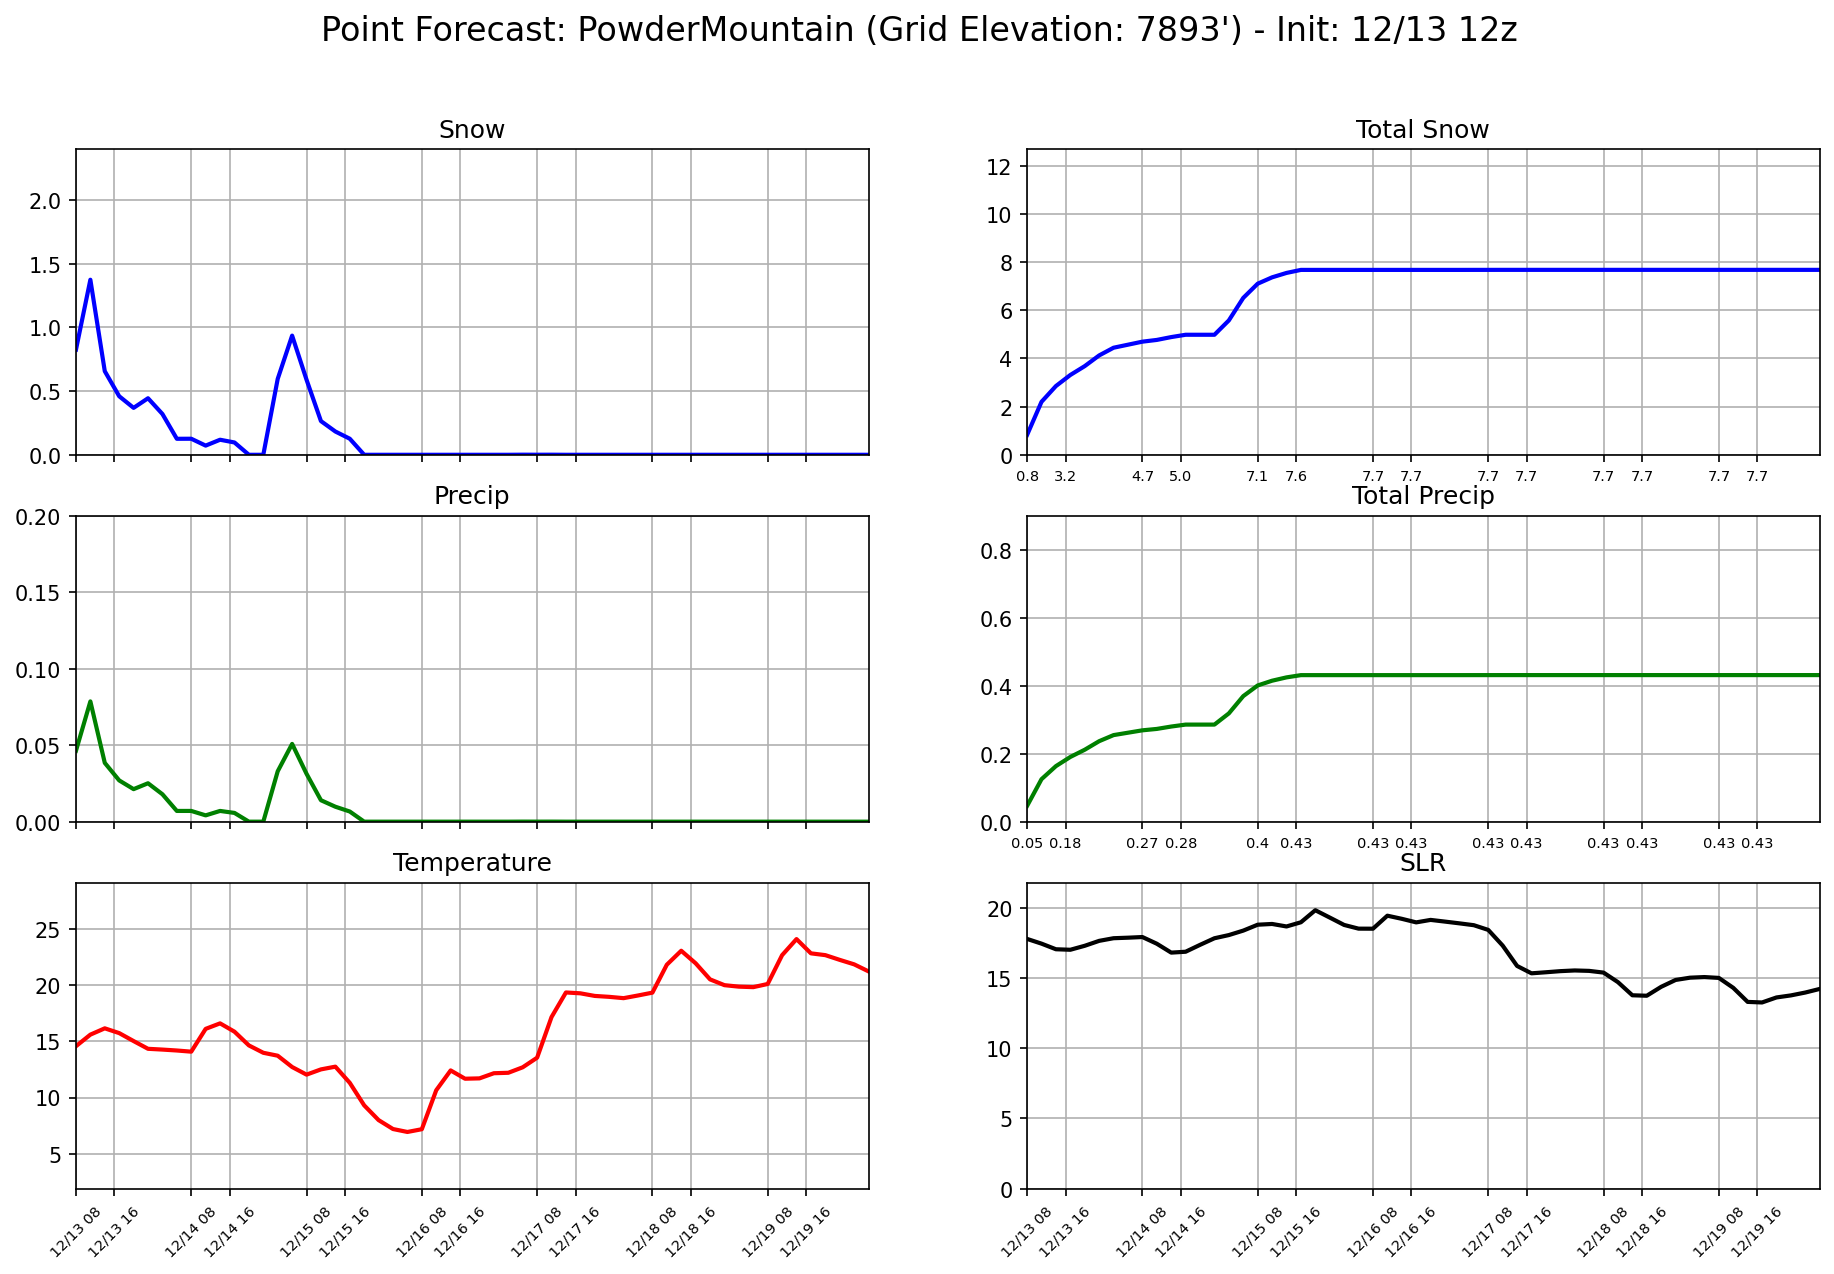 Point Forecast: PowderMountain (Grid Elevation: 7893') - Init: 12/13 12z
Snow
2.0
1.5
1.0
0.5
0.0
Total Snow
12
10
8
6
4
2
0
0.8 3.2 4.7 5.0 7.1 7.6 7.7 7.7 7.7 7.7 7.7 7.7 7.7 7.7
Precip
0.20
0.15
0.10
0.05
0.00
Total Precip
0.8
0.6
0.4
0.2
0.0
0.05 0.18 0.27 0.28 0.4 0.43 0.43 0.43 0.43 0.43 0.43 0.43 0.43 0.43
Temperature
25
20
15
10
5
12/13 08 12/13 16 12/14 08 12/14 16 12/15 08 12/15 16 12/16 08 12/16 16 12/17 08 12/17 16 12/18 08 12/18 16 12/19 08 12/19 16
SLR
20
15
10
5
0
12/13 08 12/13 16 12/14 08 12/14 16 12/15 08 12/15 16 12/16 08 12/16 16 12/17 08 12/17 16 12/18 08 12/18 16 12/19 08 12/19 16